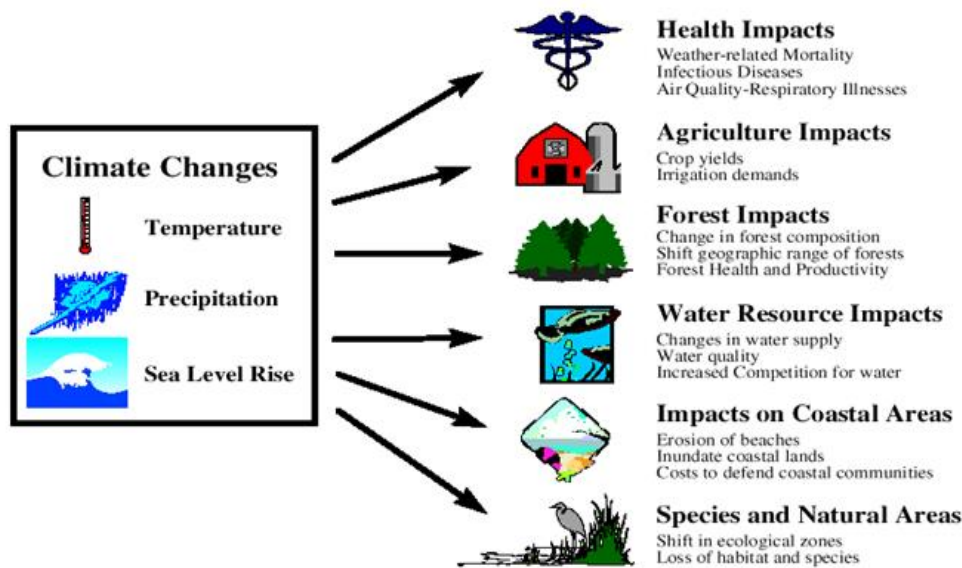 Climate Changes
Temperature
Precipitation
Sea Level Rise
Health Impacts
Weather-related Mortality
Infectious Diseases
Air Quality-Respiratory Illnesses
Agriculture Impacts
Crop yields
Irrigation demands
Forest Impacts
Change in forest composition
Shift geographic range of forests
Forest Health and Productivity
Water Resource Impacts
Changes in water supply
Water quality
Increased Competition for water
Impacts on Coastal Areas
Erosion of beaches
Inundate coastal lands
Costs to defend coastal communities
Species and Natural Areas
Shift in ecological zones
Loss of habitat and species